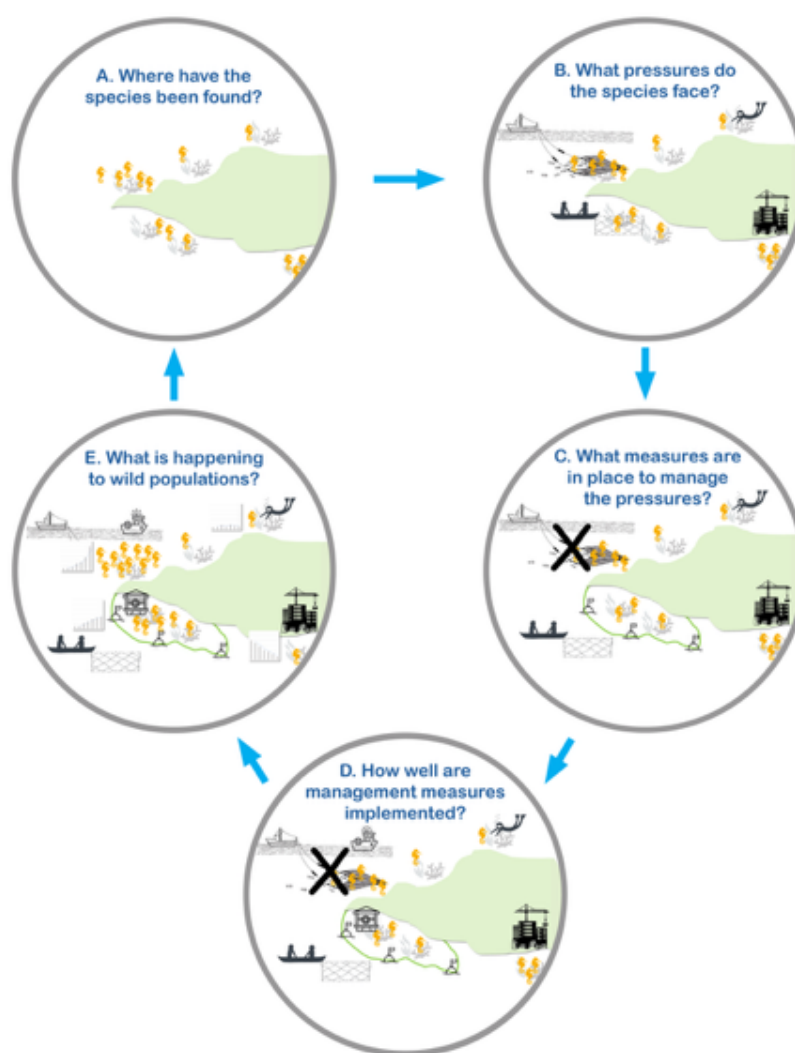 A. Where have the
species been found?
B. What pressures do
the species face?
C. What measures are
in place to manage
the pressures?
D. How well are
management measures
implemented?
E. What is happening
to wild populations?